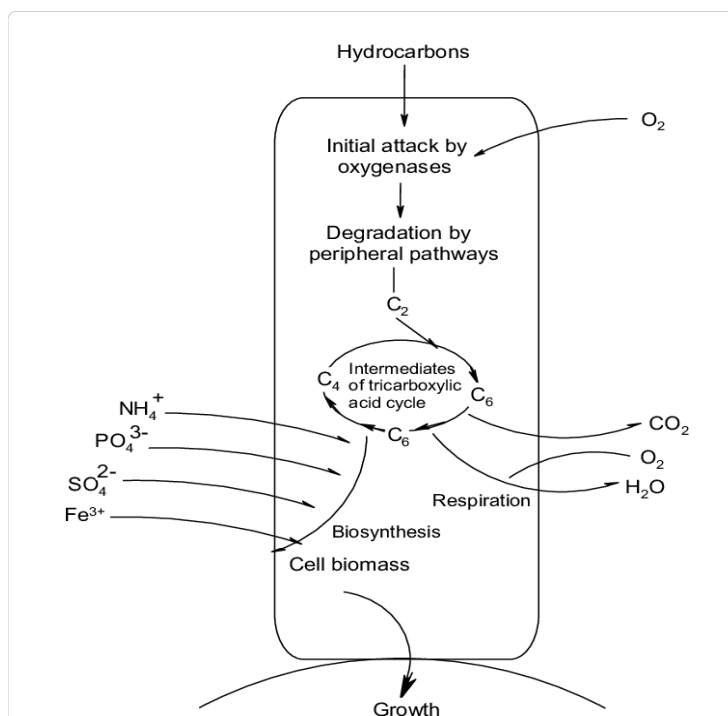 Hydrocarbons
O₂
Initial attack by
oxygenases
Degradation by
peripheral pathways
C₂
Intermediates
of tricarboxylic
acid cycle
C₄
C₆
C₆
NH₄⁺
PO₄³⁻
SO₄²⁻
Fe³⁺
CO₂
O₂
H₂O
Respiration
Biosynthesis
Cell biomass
Growth